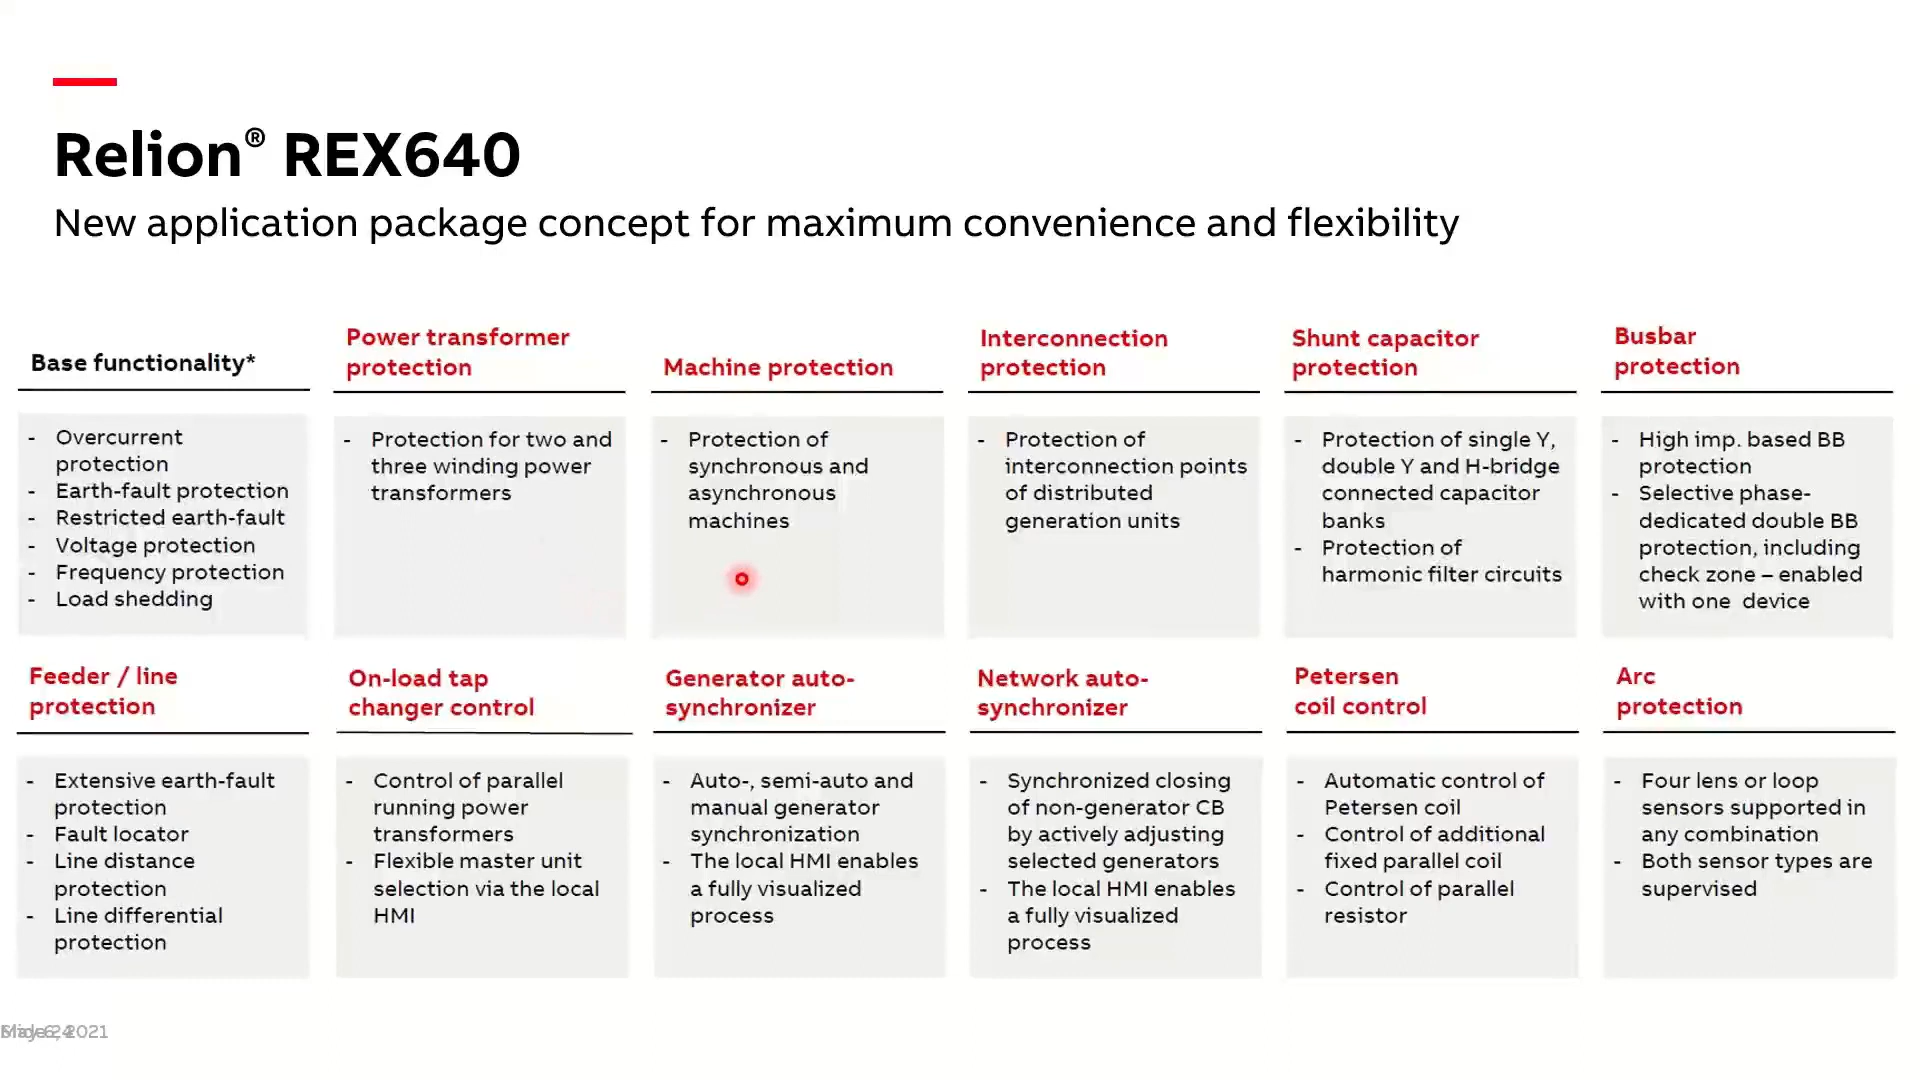 Relion® REX640
New application package concept for maximum convenience and flexibility
Base functionality*
- Overcurrent
protection
- Earth-fault protection
- Restricted earth-fault
- Voltage protection
- Frequency protection
- Load shedding
Power transformer
protection
- Protection for two and
three winding power
transformers
Machine protection
- Protection of
synchronous and
asynchronous
machines
Interconnection
protection
- Protection of
interconnection points
of distributed
generation units
Shunt capacitor
protection
- Protection of single Y,
double Y and H-bridge
connected capacitor
banks
- Protection of
harmonic filter circuits
Busbar
protection
- High imp. based BB
protection
- Selective phase-
dedicated double BB
protection, including
check zone – enabled
with one device
Feeder / line
protection
- Extensive earth-fault
protection
- Fault locator
- Line distance
protection
- Line differential
protection
On-load tap
changer control
- Control of parallel
running power
transformers
- Flexible master unit
selection via the local
HMI
Generator auto-
synchronizer
- Auto-, semi-auto and
manual generator
synchronization
- The local HMI enables
a fully visualized
process
Network auto-
synchronizer
- Synchronized closing
of non-generator CB
by actively adjusting
selected generators
- The local HMI enables
a fully visualized
process
Petersen
coil control
- Automatic control of
Petersen coil
- Control of additional
fixed parallel coil
- Control of parallel
resistor
Arc
protection
- Four lens or loop
sensors supported in
any combination
- Both sensor types are
supervised
2021